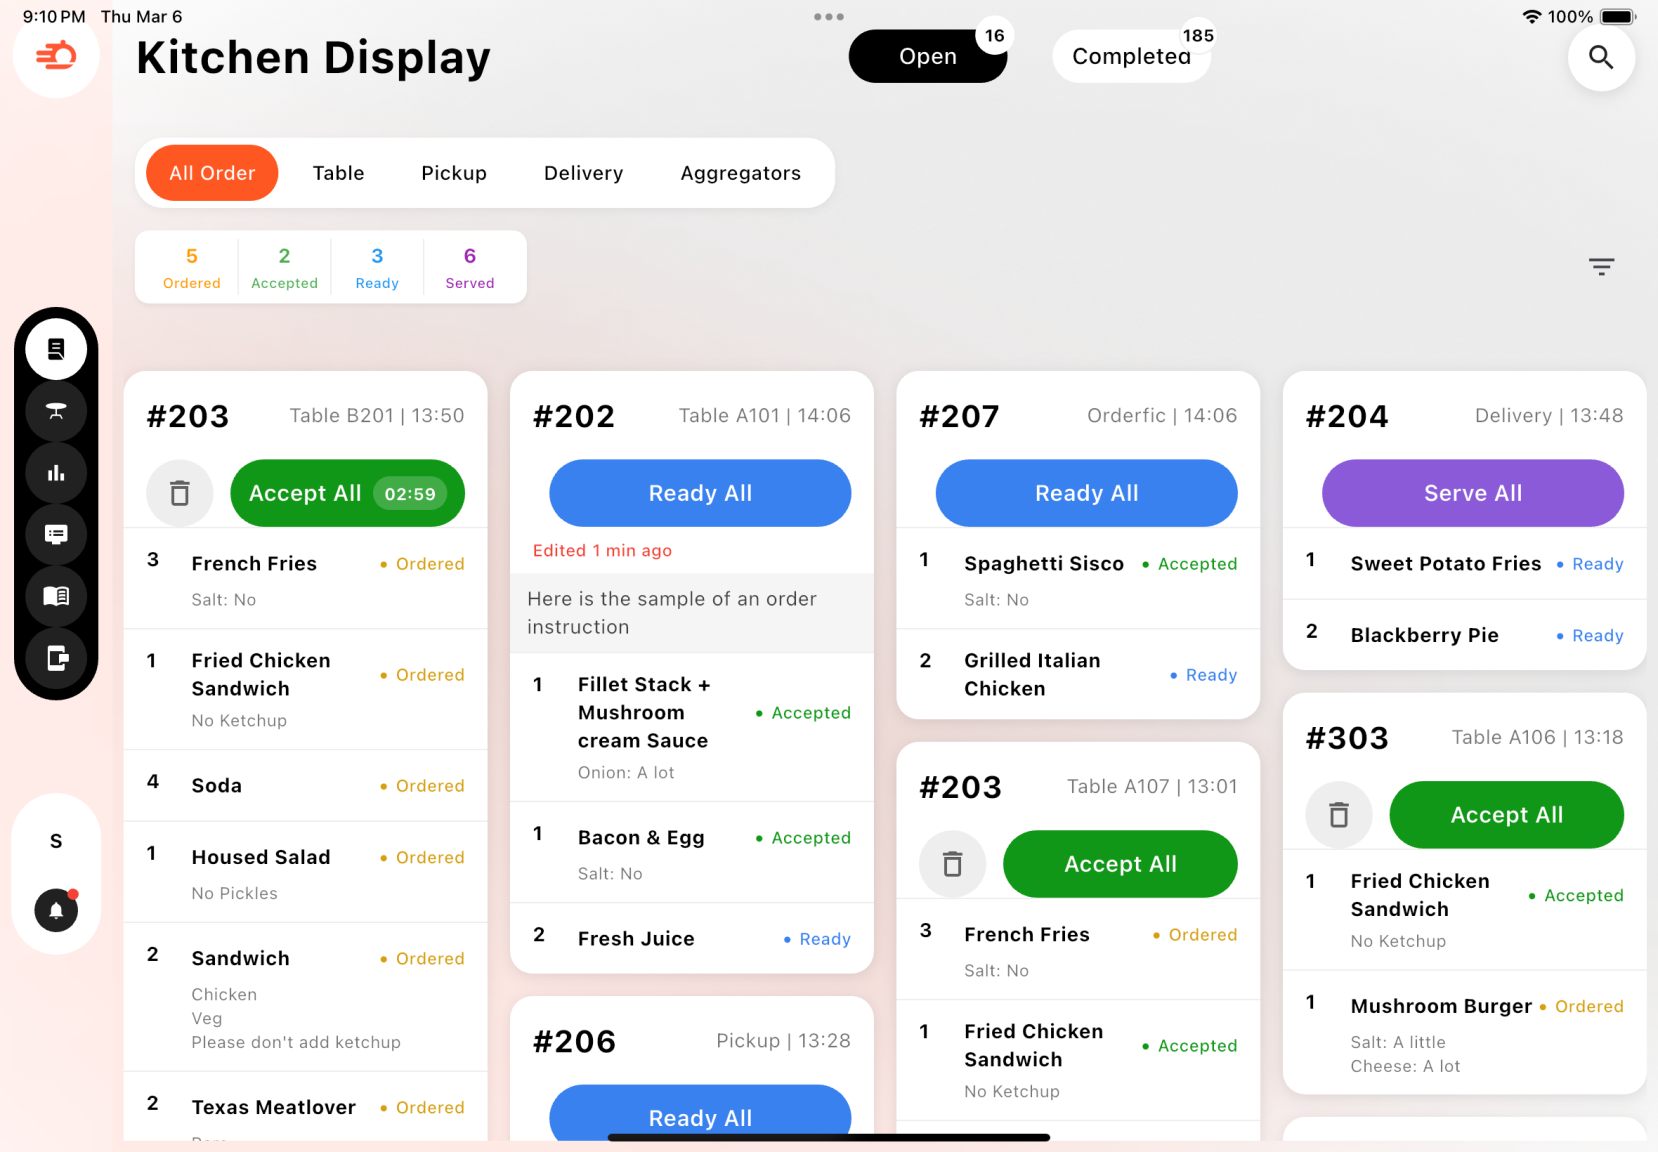 9:10 PM Thu Mar 6
100%
Kitchen Display
Open 16
Completed 185
All Order Table Pickup Delivery Aggregators
5 2 3 6
Ordered Accepted Ready Served
S
#203 Table B201 | 13:50
Accept All 02:59
3 French Fries • Ordered
Salt: No
1 Fried Chicken
Sandwich • Ordered
No Ketchup
4 Soda • Ordered
1 Housed Salad • Ordered
No Pickles
2 Sandwich • Ordered
Chicken
Veg
Please don't add ketchup
2 Texas Meatlover • Ordered
#202 Table A101 | 14:06
Ready All
Edited 1 min ago
Here is the sample of an order
instruction
1 Fillet Stack +
Mushroom • Accepted
cream Sauce
Onion: A lot
1 Bacon & Egg • Accepted
Salt: No
2 Fresh Juice • Ready
#206 Pickup | 13:28
Ready All
#207 Orderfic | 14:06
Ready All
1 Spaghetti Sisco • Accepted
Salt: No
2 Grilled Italian
Chicken • Ready
#203 Table A107 | 13:01
Accept All
3 French Fries • Ordered
Salt: No
1 Fried Chicken
Sandwich • Accepted
No Ketchup
#204 Delivery | 13:48
Serve All
1 Sweet Potato Fries • Ready
2 Blackberry Pie • Ready
#303 Table A106 | 13:18
Accept All
1 Fried Chicken
Sandwich • Accepted
No Ketchup
1 Mushroom Burger • Ordered
Salt: A little
Cheese: A lot